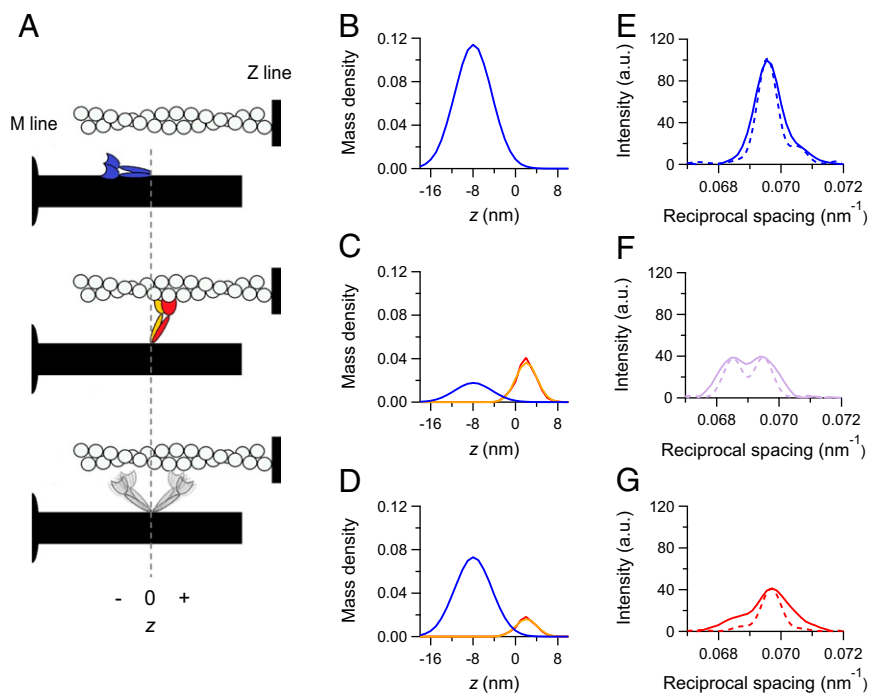 A
Z line
M line
- 0 +
z
B
Mass density
0.12
0.08
0.04
0.00
-16 -8 0 8
z (nm)
C
Mass density
0.12
0.08
0.04
0.00
-16 -8 0 8
z (nm)
D
Mass density
0.12
0.08
0.04
0.00
-16 -8 0 8
z (nm)
E
Intensity (a.u.)
120
80
40
0
0.068 0.070 0.072
Reciprocal spacing (nm⁻¹)
F
Intensity (a.u.)
120
80
40
0
0.068 0.070 0.072
Reciprocal spacing (nm⁻¹)
G
Intensity (a.u.)
120
80
40
0
0.068 0.070 0.072
Reciprocal spacing (nm⁻¹)